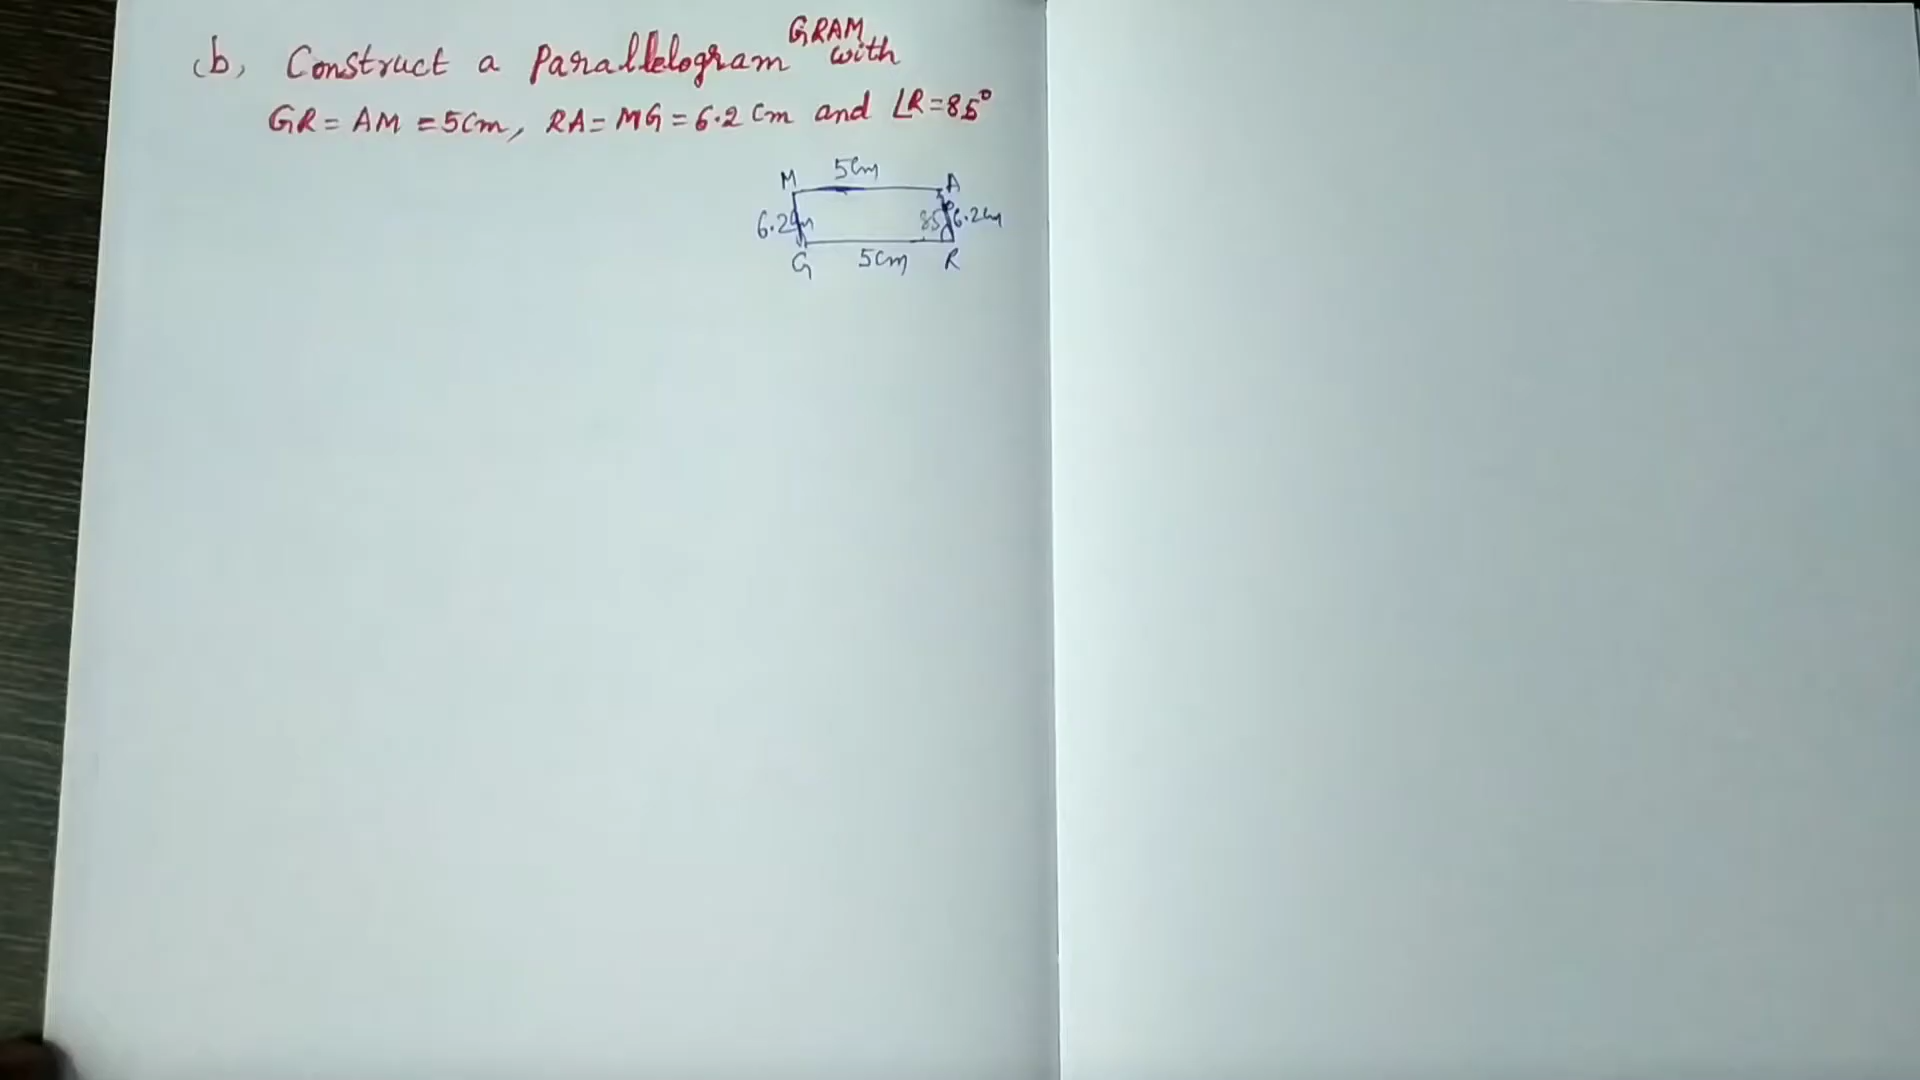 (b, Construct a Parallelogram GRAM with
GR = AM = 5cm, RA = MG = 6.2 cm and ∠R = 85°
5cm
M A
6.2cm 85° 6.2cm
G 5cm R